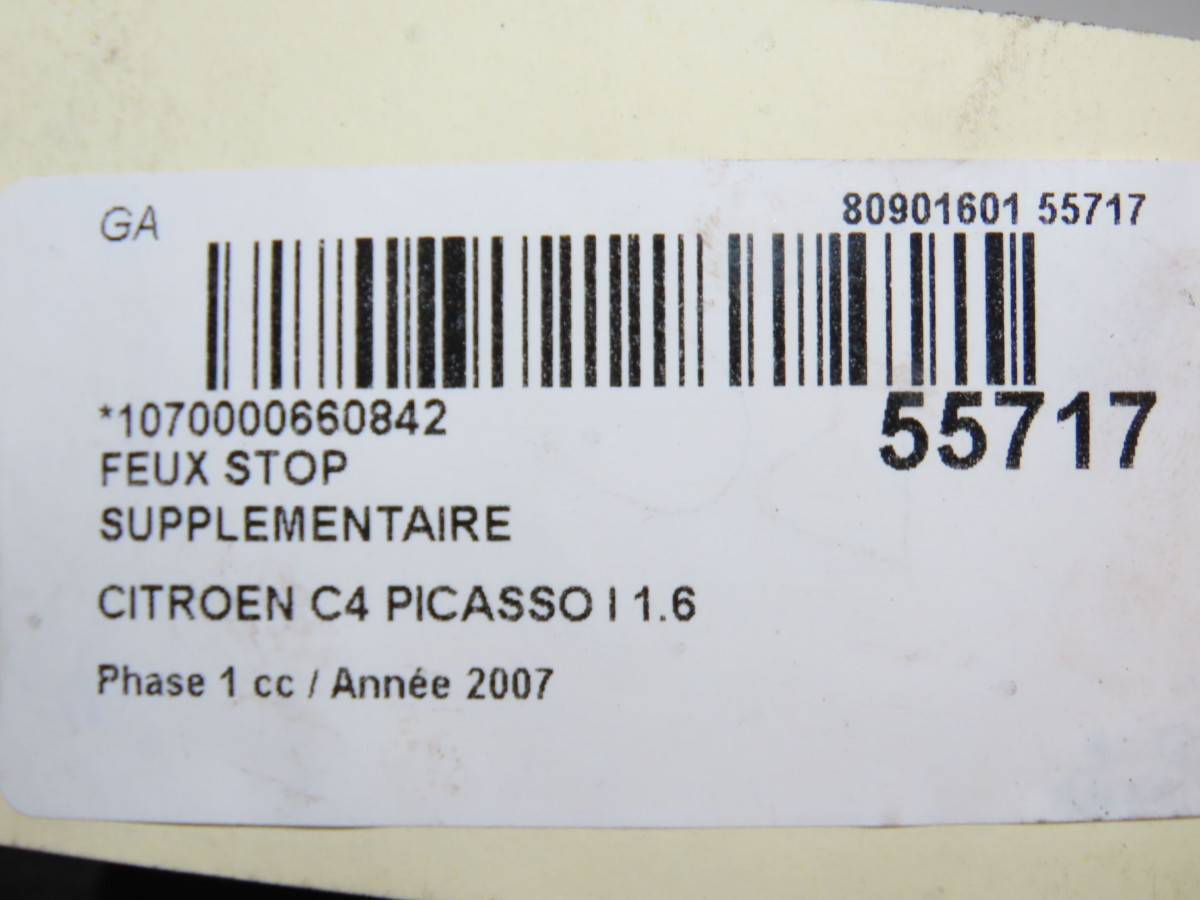 GA
80901601 55717
*1070000660842
55717
FEUX STOP
SUPPLEMENTAIRE
CITROEN C4 PICASSO I 1.6
Phase 1 cc / Année 2007